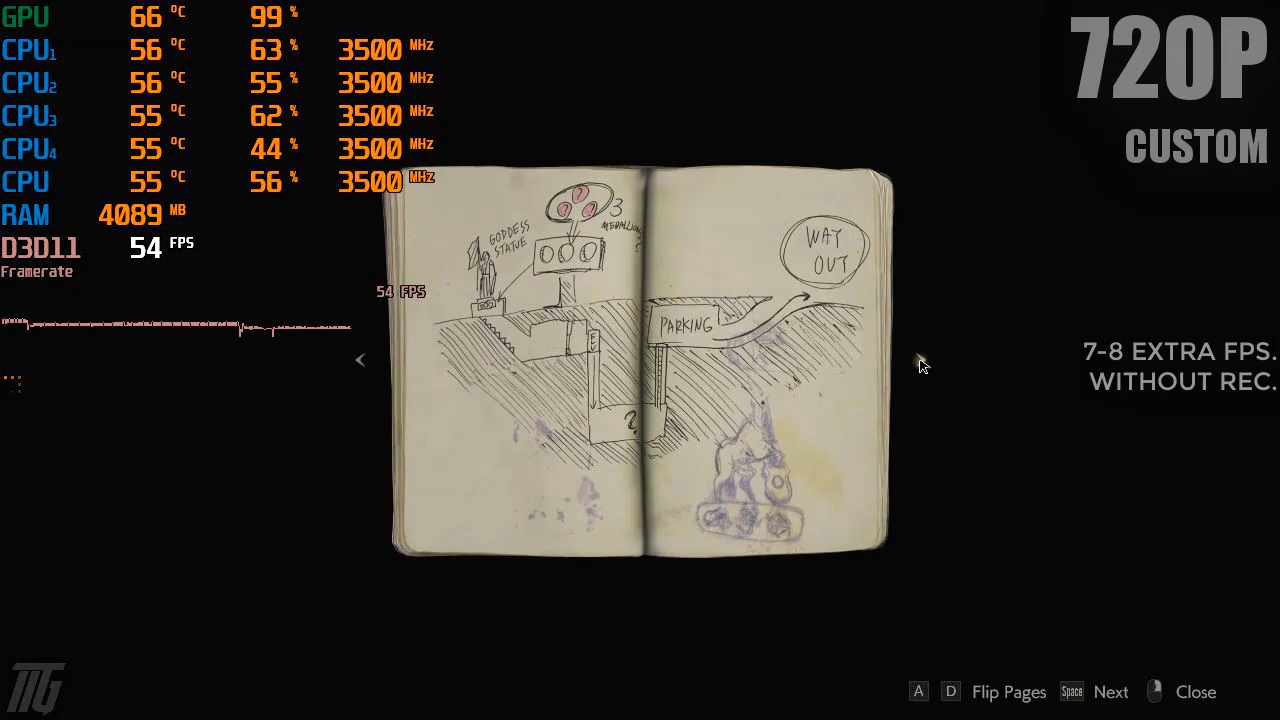 GPU 66 °C 99 %
CPU1 56 °C 63 % 3500 MHz
CPU2 56 °C 55 % 3500 MHz
CPU3 55 °C 62 % 3500 MHz
CPU4 55 °C 44 % 3500 MHz
CPU 55 °C 56 % 3500 MHz
RAM 4089 MB
D3D11 54 FPS
Framerate
54 FPS
720P
CUSTOM
? ? ?
3
MEDALLIONS
?
GODDESS
STATUE
EV
?
PARKING
WAY
OUT
7-8 EXTRA FPS.
WITHOUT REC.
A D Flip Pages Space Next Close